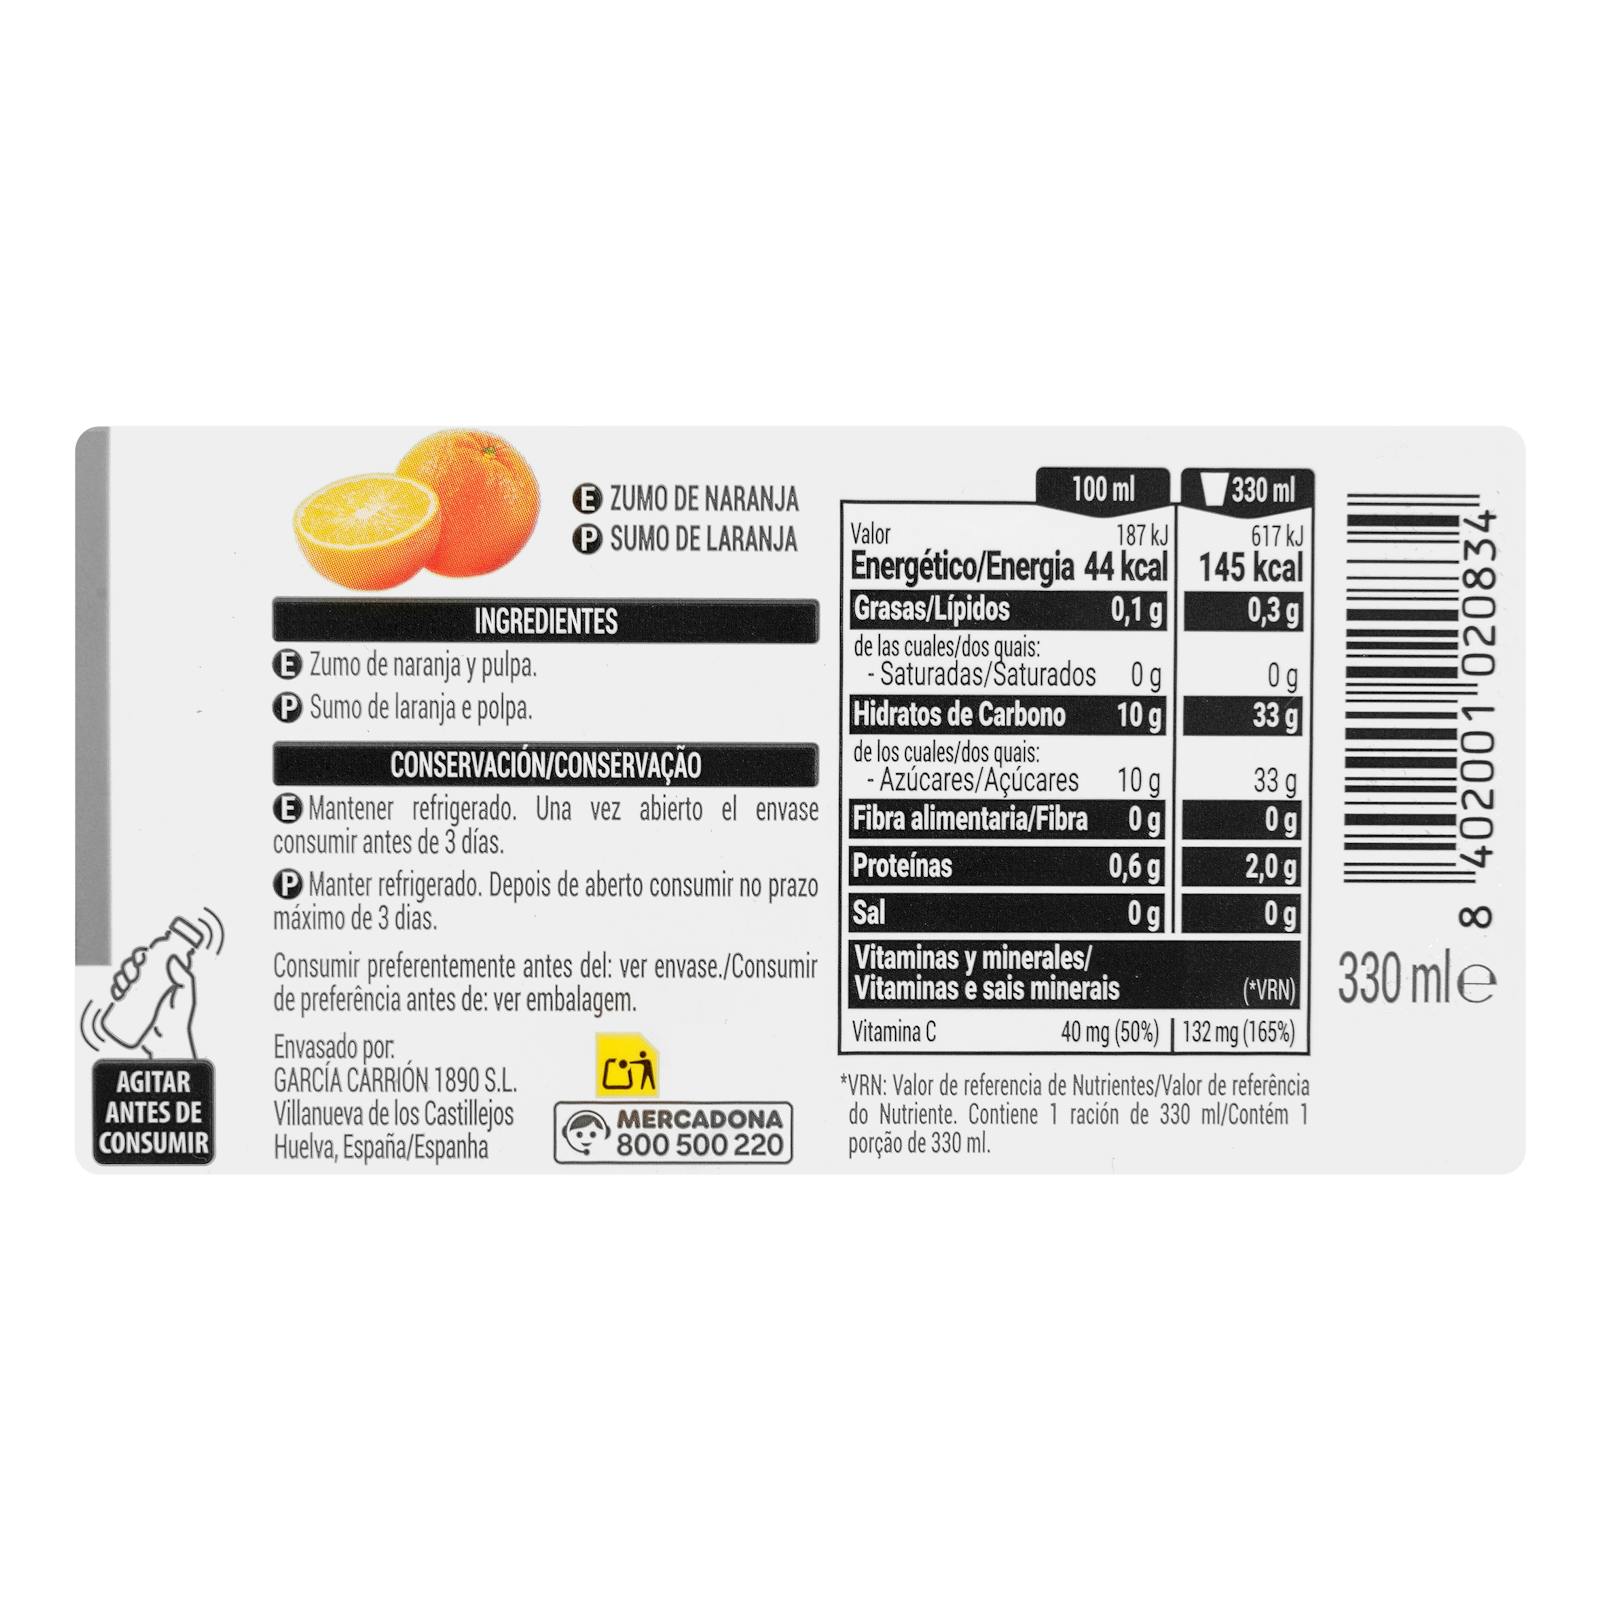 E ZUMO DE NARANJA
P SUMO DE LARANJA
INGREDIENTES
E Zumo de naranja y pulpa.
P Sumo de laranja e polpa.
CONSERVACIÓN/CONSERVAÇÃO
E Mantener refrigerado. Una vez abierto el envase
consumir antes de 3 días.
P Manter refrigerado. Depois de aberto consumir no prazo
máximo de 3 dias.
Consumir preferentemente antes del: ver envase./Consumir
de preferência antes de: ver embalagem.
Envasado por:
GARCÍA CARRIÓN 1890 S.L.
Villanueva de los Castillejos
Huelva, España/Espanha
MERCADONA
800 500 220
AGITAR
ANTES DE
CONSUMIR
100 ml 330 ml
Valor 187 kJ 617 kJ
Energético/Energia 44 kcal 145 kcal
Grasas/Lípidos 0,1 g 0,3 g
de las cuales/dos quais:
- Saturadas/Saturados 0 g 0 g
Hidratos de Carbono 10 g 33 g
de los cuales/dos quais:
- Azúcares/Açúcares 10 g 33 g
Fibra alimentaria/Fibra 0 g 0 g
Proteínas 0,6 g 2,0 g
Sal 0 g 0 g
Vitaminas y minerales/
Vitaminas e sais minerais (*VRN)
Vitamina C 40 mg (50%) 132 mg (165%)
*VRN: Valor de referencia de Nutrientes/Valor de referência
do Nutriente. Contiene 1 ración de 330 ml/Contém 1
porção de 330 ml.
8 402001 020834
330 ml e